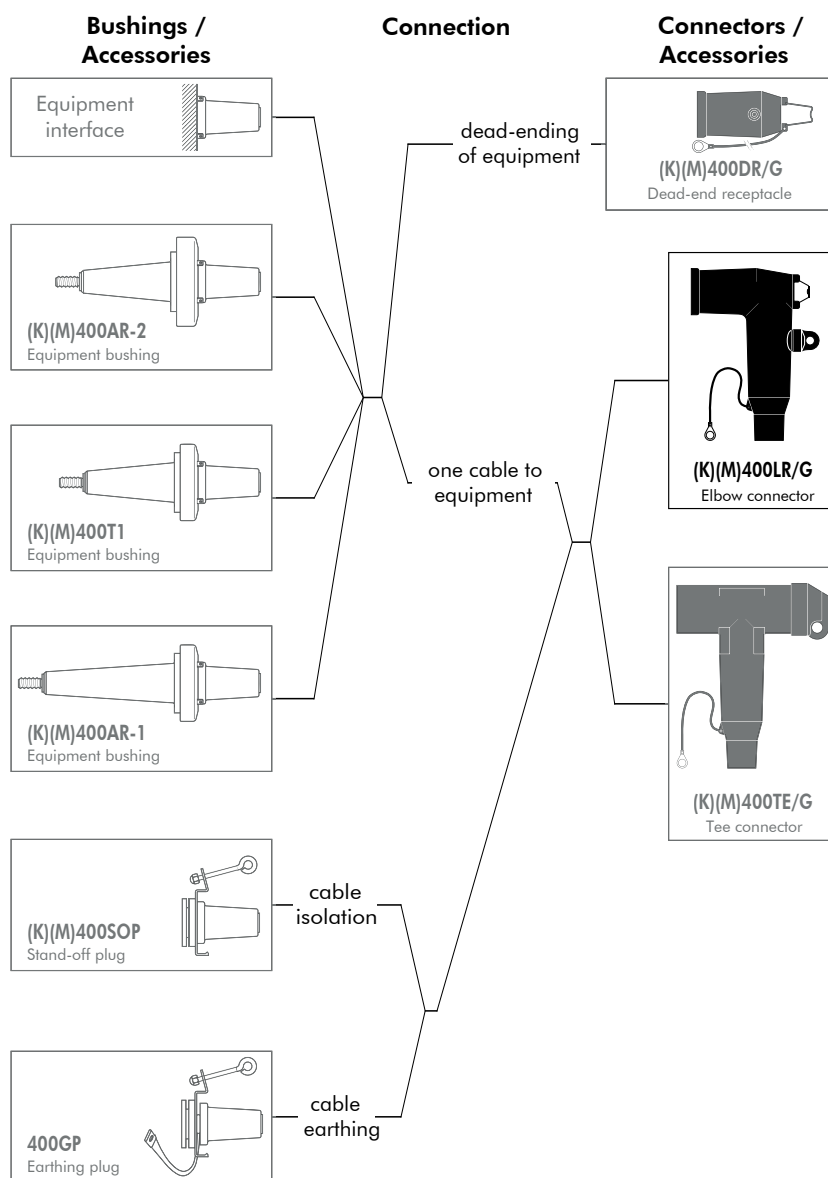 Bushings /
Accessories
Connection
Connectors /
Accessories
Equipment
interface
dead-ending
of equipment
(K)(M)400DR/G
Dead-end receptacle
(K)(M)400AR-2
Equipment bushing
(K)(M)400LR/G
Elbow connector
one cable to
equipment
(K)(M)400T1
Equipment bushing
(K)(M)400AR-1
Equipment bushing
(K)(M)400TE/G
Tee connector
cable
isolation
(K)(M)400SOP
Stand-off plug
cable
earthing
400GP
Earthing plug